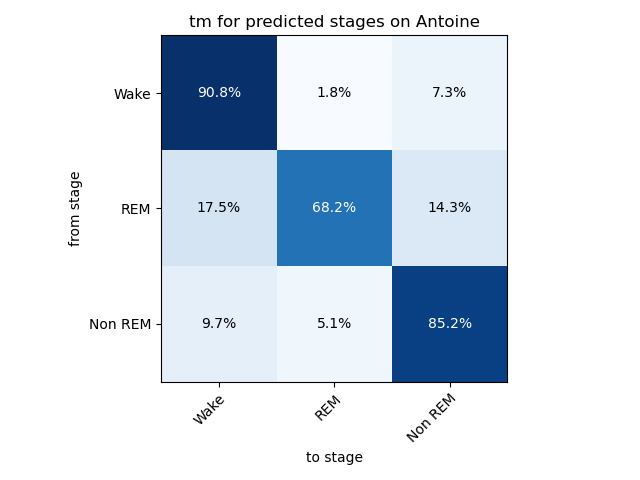 tm for predicted stages on Antoine
Wake 90.8% 1.8% 7.3%
REM 17.5% 68.2% 14.3%
Non REM 9.7% 5.1% 85.2%
from stage
Wake REM Non REM
to stage